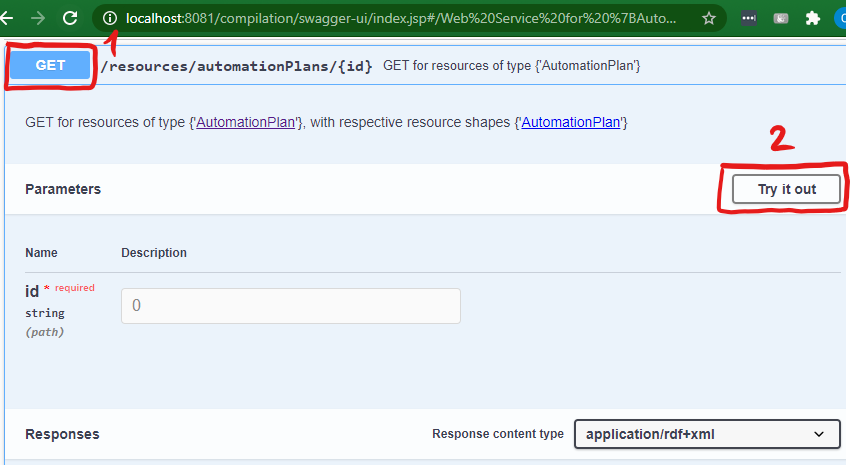 localhost:8081/compilation/swagger-ui/index.jsp#/Web%20Service%20for%20%7BAuto...
1
GET /resources/automationPlans/{id} GET for resources of type {'AutomationPlan'}
GET for resources of type {'AutomationPlan'}, with respective resource shapes {'AutomationPlan'}
2
Parameters Try it out
Name Description
id * required
0
string
(path)
Responses Response content type application/rdf+xml